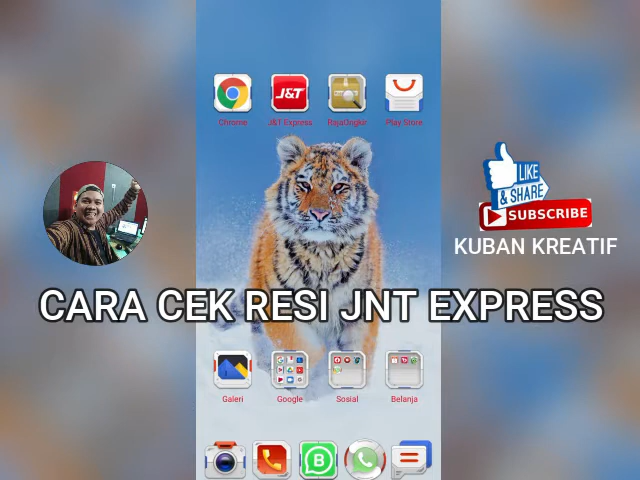 Chrome
J&T Express
RajaOngkir
Play Store
J&T
LIKE
& SHARE
SUBSCRIBE
KUBAN KREATIF
CARA CEK RESI JNT EXPRESS
Galeri
Google
Sosial
Belanja
B